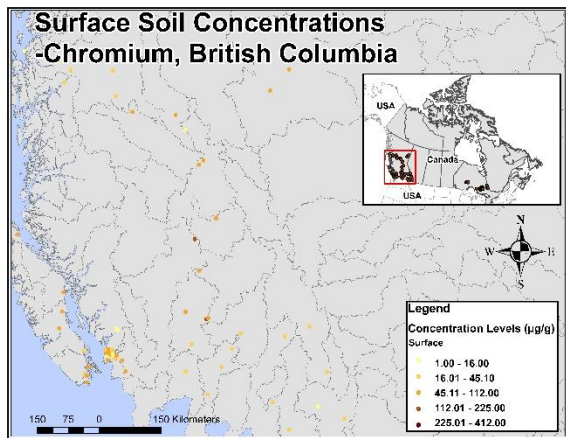 Surface Soil Concentrations
-Chromium, British Columbia
USA
Canada
USA
N
W E
S
Legend
Concentration Levels (µg/g)
Surface
1.00 - 16.00
16.01 - 45.10
45.11 - 112.00
112.01 - 225.00
225.01 - 412.00
150 75 0 150 Kilometers